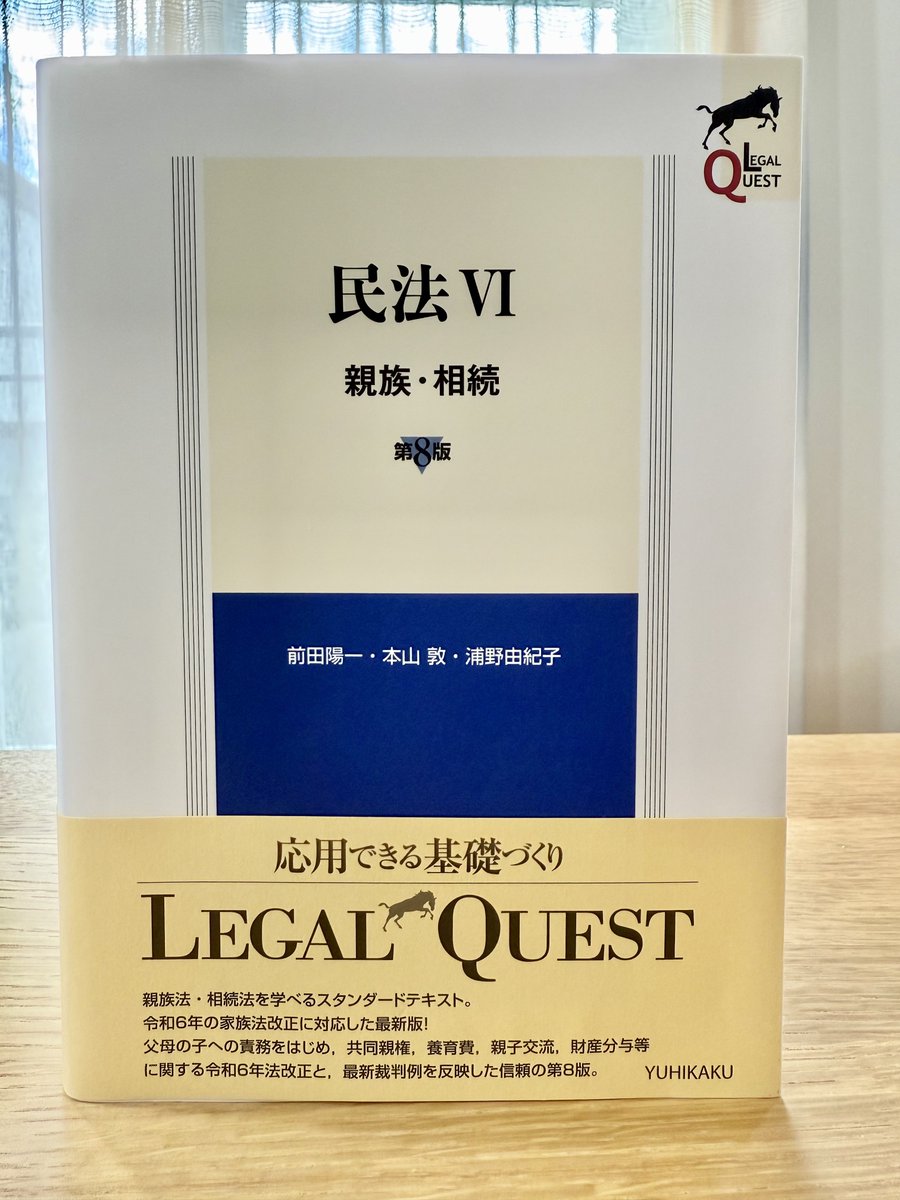 LEGAL
QUEST
民法 VI
親族・相続
第8版
前田陽一・本山 敦・浦野由紀子
応用できる基礎づくり
LEGAL QUEST
親族法・相続法を学べるスタンダードテキスト。
令和6年の家族法改正に対応した最新版!
父母の子への責務をはじめ，共同親権，養育費，親子交流，財産分与等
に関する令和6年法改正と，最新裁判例を反映した信頼の第8版。
YUHIKAKU